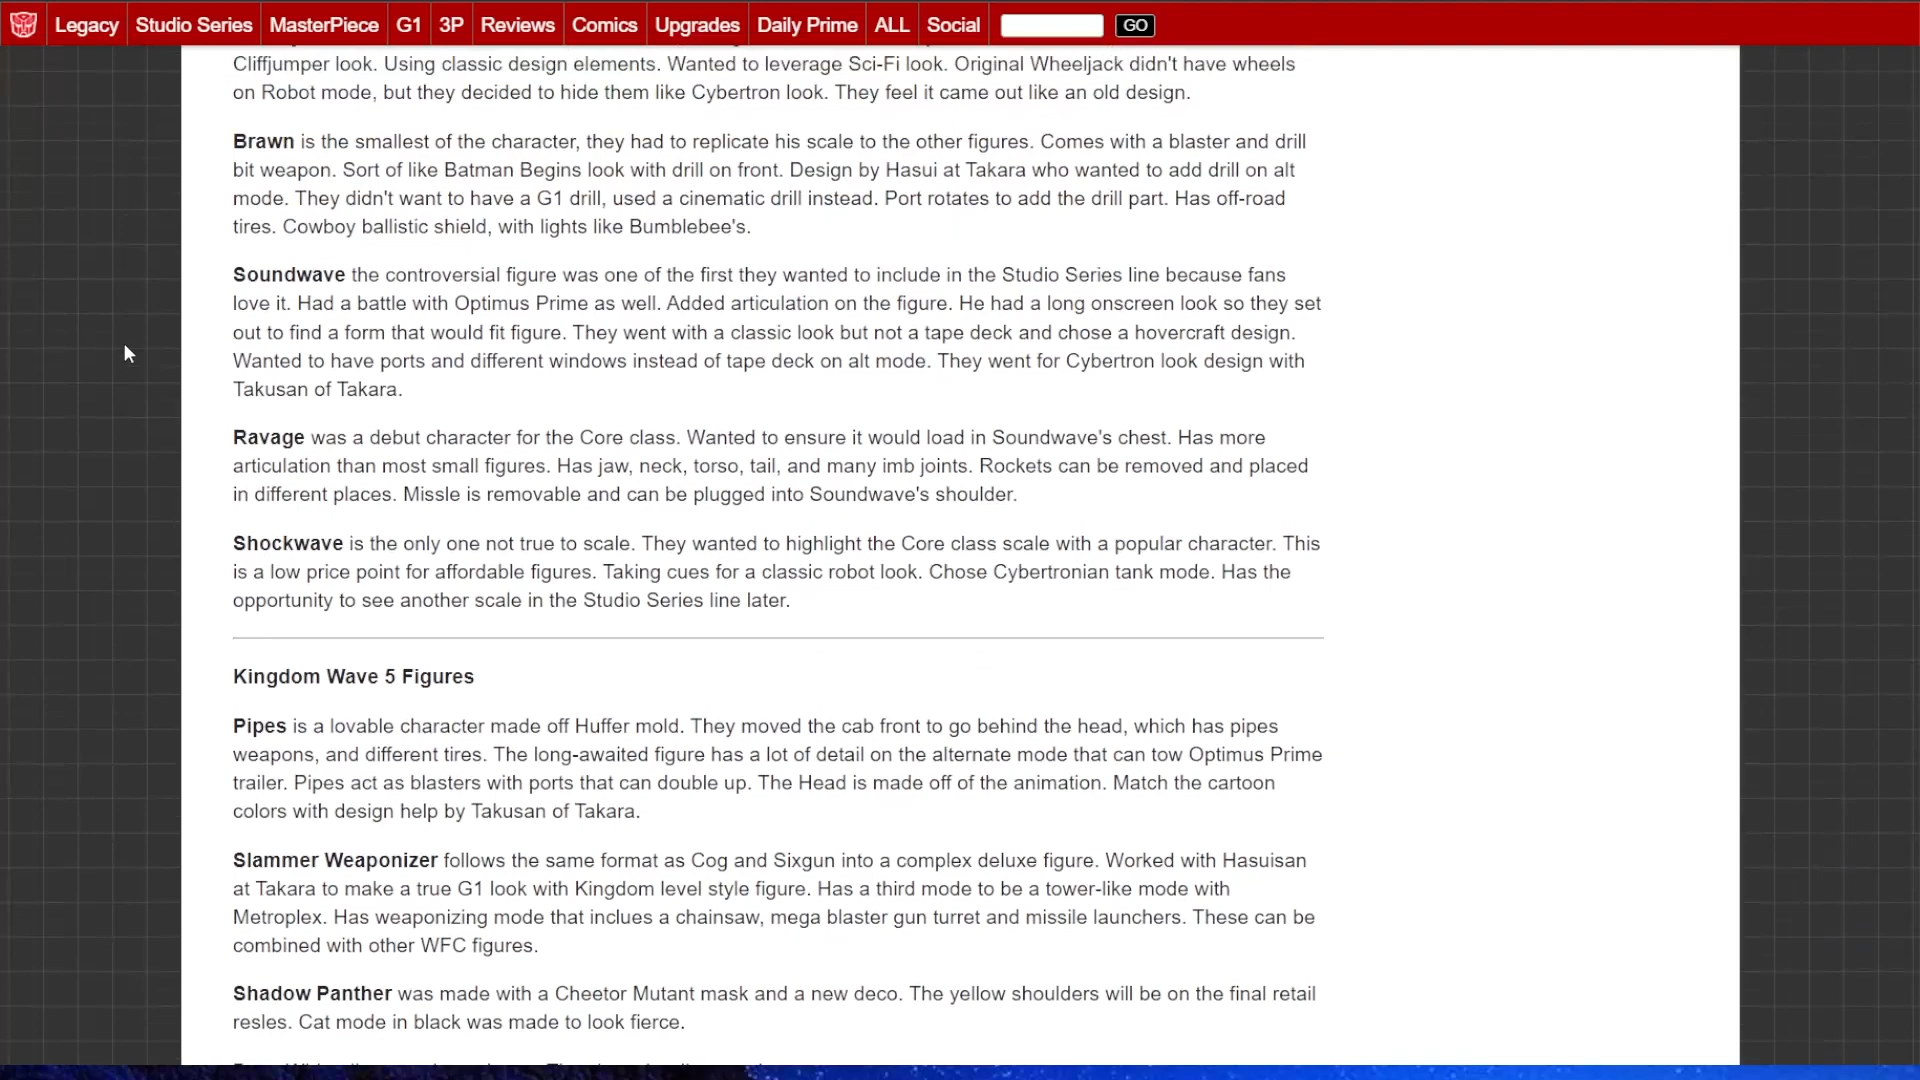 Legacy Studio Series MasterPiece G1 3P Reviews Comics Upgrades Daily Prime ALL Social GO
Cliffjumper look. Using classic design elements. Wanted to leverage Sci-Fi look. Original Wheeljack didn't have wheels
on Robot mode, but they decided to hide them like Cybertron look. They feel it came out like an old design.
Brawn is the smallest of the character, they had to replicate his scale to the other figures. Comes with a blaster and drill
bit weapon. Sort of like Batman Begins look with drill on front. Design by Hasui at Takara who wanted to add drill on alt
mode. They didn't want to have a G1 drill, used a cinematic drill instead. Port rotates to add the drill part. Has off-road
tires. Cowboy ballistic shield, with lights like Bumblebee's.
Soundwave the controversial figure was one of the first they wanted to include in the Studio Series line because fans
love it. Had a battle with Optimus Prime as well. Added articulation on the figure. He had a long onscreen look so they set
out to find a form that would fit figure. They went with a classic look but not a tape deck and chose a hovercraft design.
Wanted to have ports and different windows instead of tape deck on alt mode. They went for Cybertron look design with
Takusan of Takara.
Ravage was a debut character for the Core class. Wanted to ensure it would load in Soundwave's chest. Has more
articulation than most small figures. Has jaw, neck, torso, tail, and many imb joints. Rockets can be removed and placed
in different places. Missle is removable and can be plugged into Soundwave's shoulder.
Shockwave is the only one not true to scale. They wanted to highlight the Core class scale with a popular character. This
is a low price point for affordable figures. Taking cues for a classic robot look. Chose Cybertronian tank mode. Has the
opportunity to see another scale in the Studio Series line later.
Kingdom Wave 5 Figures
Pipes is a lovable character made off Huffer mold. They moved the cab front to go behind the head, which has pipes
weapons, and different tires. The long-awaited figure has a lot of detail on the alternate mode that can tow Optimus Prime
trailer. Pipes act as blasters with ports that can double up. The Head is made off of the animation. Match the cartoon
colors with design help by Takusan of Takara.
Slammer Weaponizer follows the same format as Cog and Sixgun into a complex deluxe figure. Worked with Hasuisan
at Takara to make a true G1 look with Kingdom level style figure. Has a third mode to be a tower-like mode with
Metroplex. Has weaponizing mode that inclues a chainsaw, mega blaster gun turret and missile launchers. These can be
combined with other WFC figures.
Shadow Panther was made with a Cheetor Mutant mask and a new deco. The yellow shoulders will be on the final retail
resles. Cat mode in black was made to look fierce.